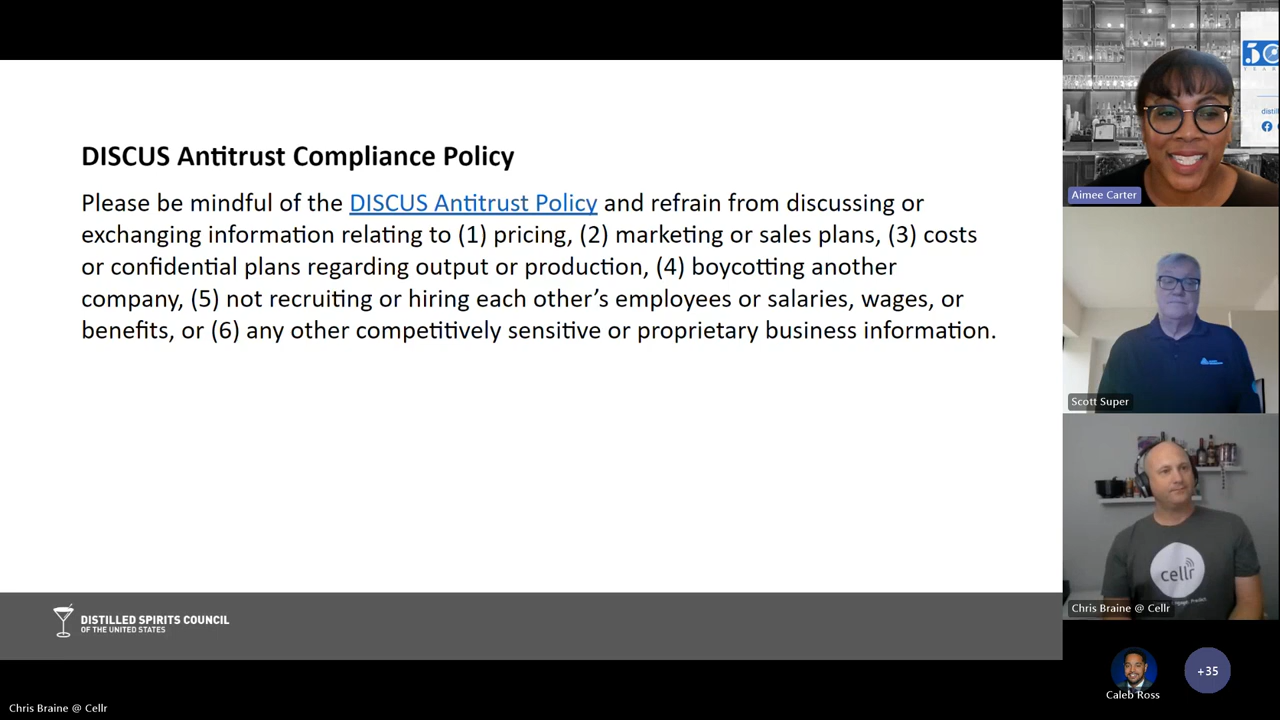 DISCUS Antitrust Compliance Policy
Please be mindful of the DISCUS Antitrust Policy and refrain from discussing or
exchanging information relating to (1) pricing, (2) marketing or sales plans, (3) costs
or confidential plans regarding output or production, (4) boycotting another
company, (5) not recruiting or hiring each other’s employees or salaries, wages, or
benefits, or (6) any other competitively sensitive or proprietary business information.
DISTILLED SPIRITS COUNCIL
OF THE UNITED STATES
Chris Braine @ Cellr
50
YEAR
distil
Aimee Carter
Scott Super
cellr
Chris Braine @ Cellr
Caleb Ross
+35